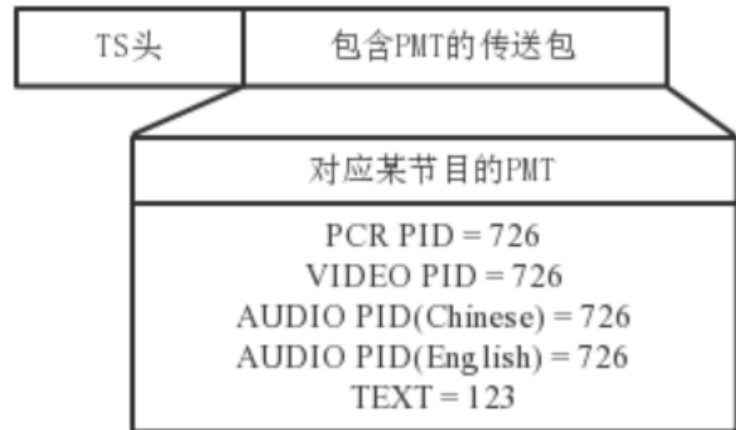 TS头
包含PMT的传送包
对应某节目的PMT
PCR PID = 726
VIDEO PID = 726
AUDIO PID(Chinese) = 726
AUDIO PID(English) = 726
TEXT = 123